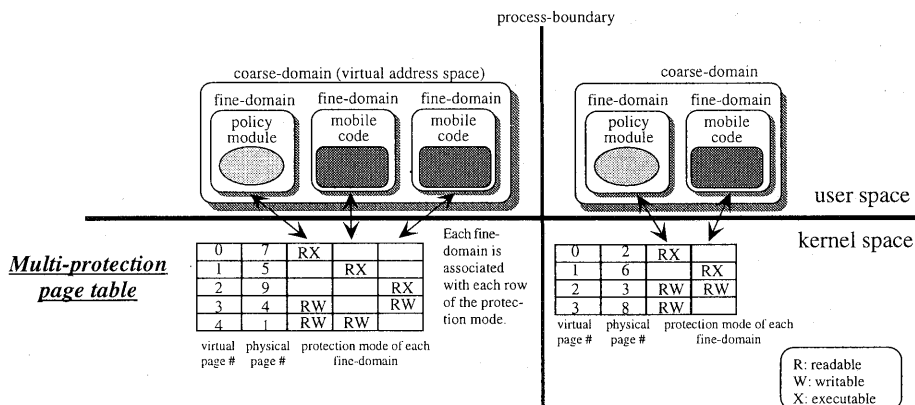 process-boundary
coarse-domain (virtual address space)
fine-domain fine-domain fine-domain
policy module
mobile code
mobile code
coarse-domain
fine-domain fine-domain
policy module
mobile code
user space
kernel space
Multi-protection
page table
0 7 RX
1 5 RX
2 9 RX
3 4 RW RW
4 1 RW RW
virtual page #
physical page #
protection mode of each fine-domain
Each fine-
domain is
associated
with each row
of the protec-
tion mode.
0 2 RX
1 6 RX
2 3 RW RW
3 8 RW
virtual page #
physical page #
protection mode of each fine-domain
R: readable
W: writable
X: executable